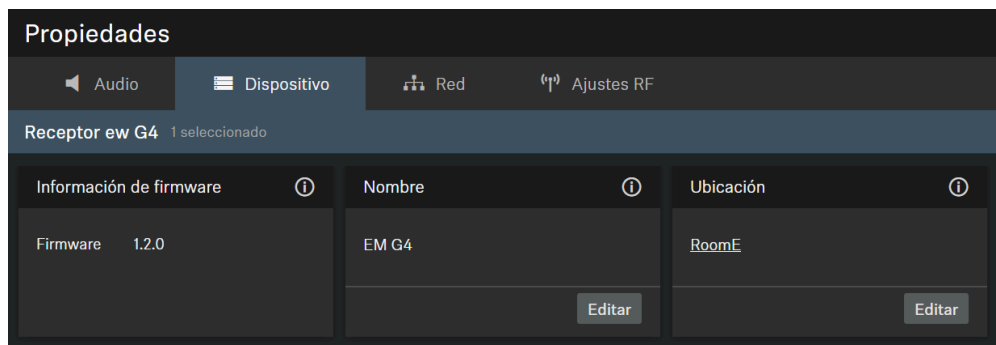 Propiedades
Audio Dispositivo Red Ajustes RF
Receptor ew G4 1 seleccionado
Información de firmware Nombre Ubicación
Firmware 1.2.0 EM G4 RoomE
Editar Editar